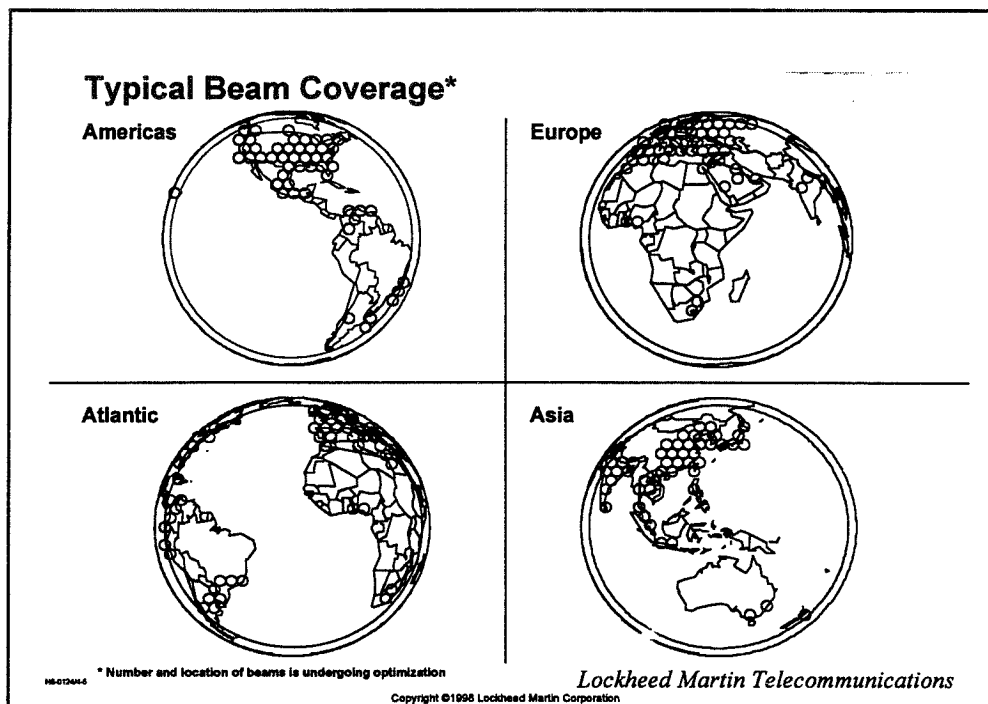 Typical Beam Coverage*
Americas
Europe
Atlantic
Asia
* Number and location of beams is undergoing optimization
Lockheed Martin Telecommunications
Copyright ©1998 Lockheed Martin Corporation